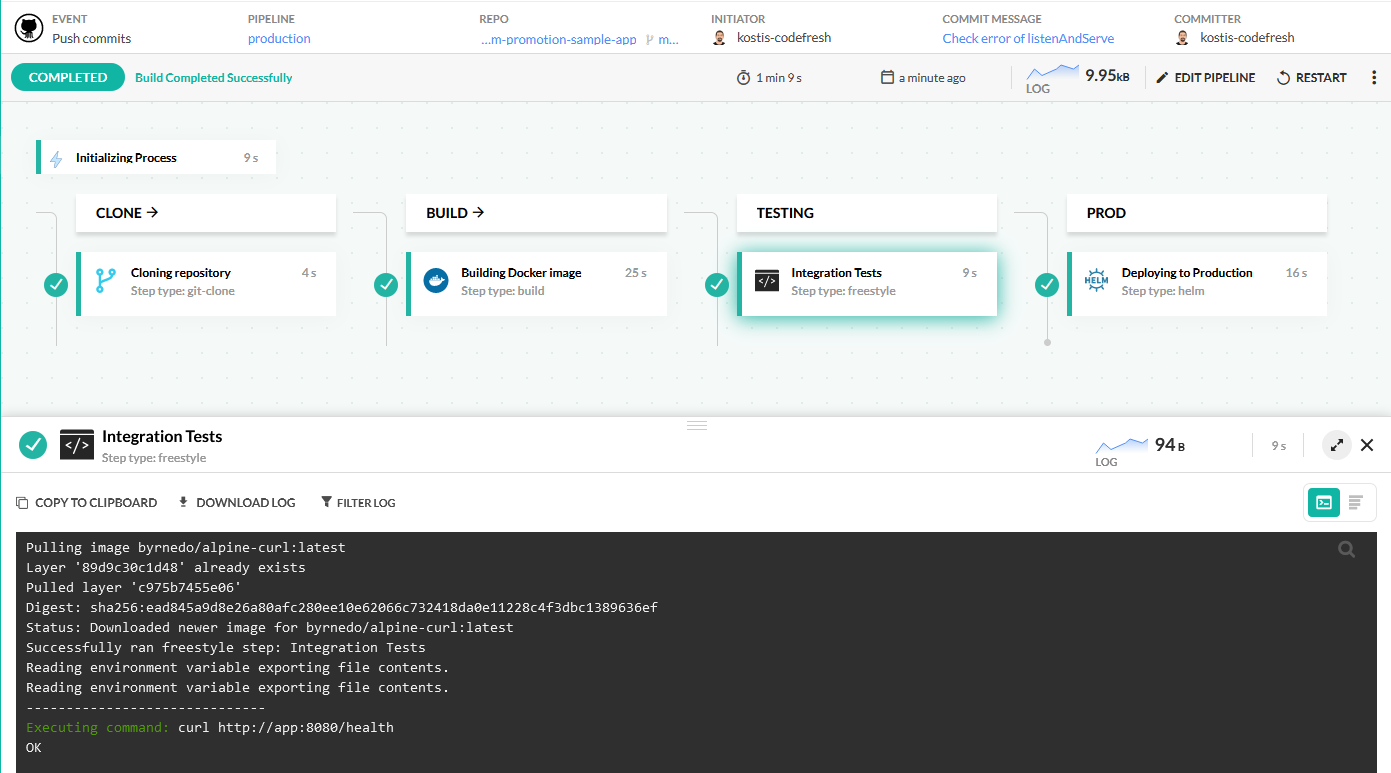 EVENT
Push commits
PIPELINE
production
REPO
...m-promotion-sample-app m...
INITIATOR
kostis-codefresh
COMMIT MESSAGE
Check error of listenAndServe
COMMITTER
kostis-codefresh
COMPLETED
Build Completed Successfully
1 min 9 s
a minute ago
LOG
9.95kB
EDIT PIPELINE
RESTART
Initializing Process 9 s
CLONE →
BUILD →
TESTING
PROD
Cloning repository 4 s
Step type: git-clone
Building Docker image 25 s
Step type: build
</>
Integration Tests 9 s
Step type: freestyle
HELM
Deploying to Production 16 s
Step type: helm
</>
Integration Tests
Step type: freestyle
LOG
94 B
9 s
COPY TO CLIPBOARD
DOWNLOAD LOG
FILTER LOG
Pulling image byrnedo/alpine-curl:latest
Layer '89d9c30c1d48' already exists
Pulled layer 'c975b7455e06'
Digest: sha256:ead845a9d8e26a80afc280ee10e62066c732418da0e11228c4f3dbc1389636ef
Status: Downloaded newer image for byrnedo/alpine-curl:latest
Successfully ran freestyle step: Integration Tests
Reading environment variable exporting file contents.
Reading environment variable exporting file contents.
------------------------------
Executing command: curl http://app:8080/health
OK